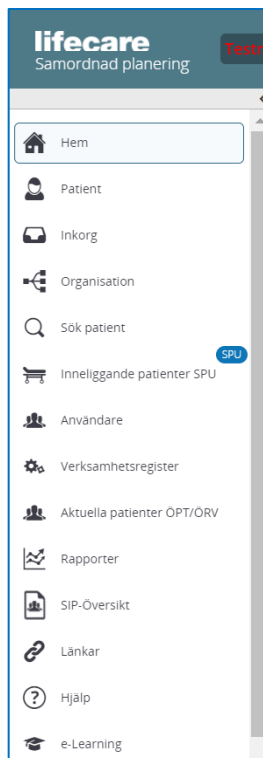 lifecare
Samordnad planering
Hem
Patient
Inkorg
Organisation
Sök patient
SPU
Inneliggande patienter SPU
Användare
Verksamhetsregister
Aktuella patienter ÖPT/ÖRV
Rapporter
SIP-Översikt
Länkar
Hjälp
e-Learning